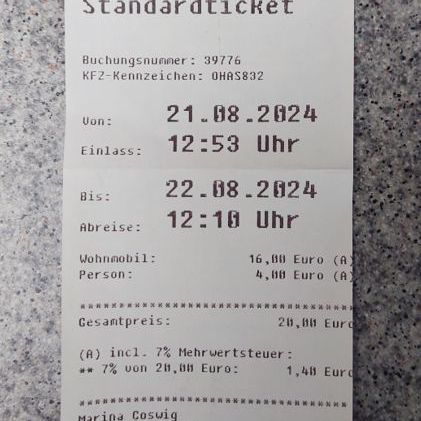 Standardticket
Buchungsnummer: 39776
KFZ-Kennzeichen: OHAS832
Von: 21.08.2024
Einlass: 12:53 Uhr
Bis: 22.08.2024
Abreise: 12:10 Uhr
Wohnmobil: 16,00 Euro (A)
Person: 4,00 Euro (A)
************************************
Gesamtpreis: 20,00 Euro
(A) incl. 7% Mehrwertsteuer:
** 7% von 20,00 Euro: 1,40 Euro
************************************
Marina Coswig